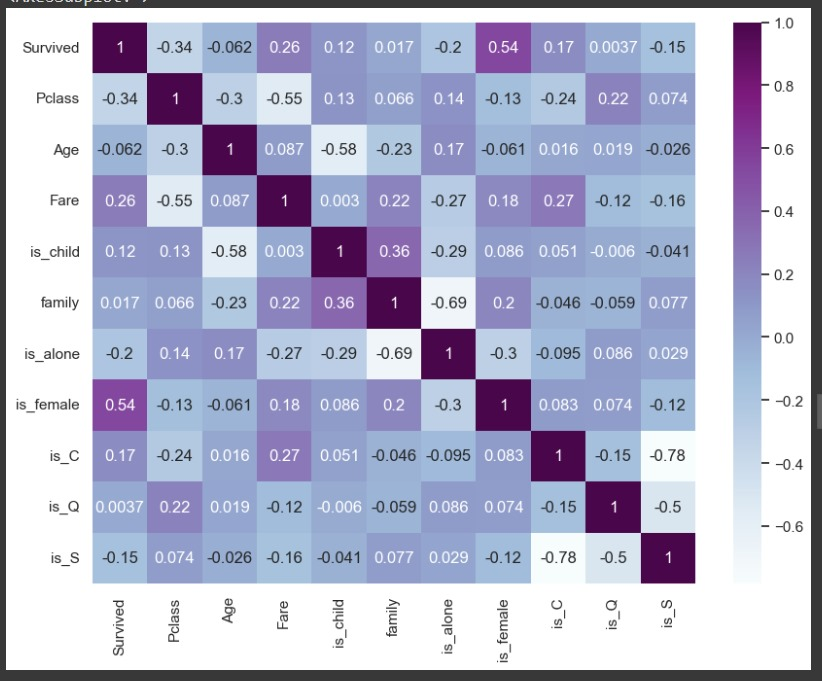 Survived 1 -0.34 -0.062 0.26 0.12 0.017 -0.2 0.54 0.17 0.0037 -0.15
Pclass -0.34 1 -0.3 -0.55 0.13 0.066 0.14 -0.13 -0.24 0.22 0.074
Age -0.062 -0.3 1 0.087 -0.58 -0.23 0.17 -0.061 0.016 0.019 -0.026
Fare 0.26 -0.55 0.087 1 0.003 0.22 -0.27 0.18 0.27 -0.12 -0.16
is_child 0.12 0.13 -0.58 0.003 1 0.36 -0.29 0.086 0.051 -0.006 -0.041
family 0.017 0.066 -0.23 0.22 0.36 1 -0.69 0.2 -0.046 -0.059 0.077
is_alone -0.2 0.14 0.17 -0.27 -0.29 -0.69 1 -0.3 -0.095 0.086 0.029
is_female 0.54 -0.13 -0.061 0.18 0.086 0.2 -0.3 1 0.083 0.074 -0.12
is_C 0.17 -0.24 0.016 0.27 0.051 -0.046 -0.095 0.083 1 -0.15 -0.78
is_Q 0.0037 0.22 0.019 -0.12 -0.006 -0.059 0.086 0.074 -0.15 1 -0.5
is_S -0.15 0.074 -0.026 -0.16 -0.041 0.077 0.029 -0.12 -0.78 -0.5 1
Survived Pclass Age Fare is_child family is_alone is_female is_C is_Q is_S
1.0
0.8
0.6
0.4
0.2
0.0
−0.2
−0.4
−0.6